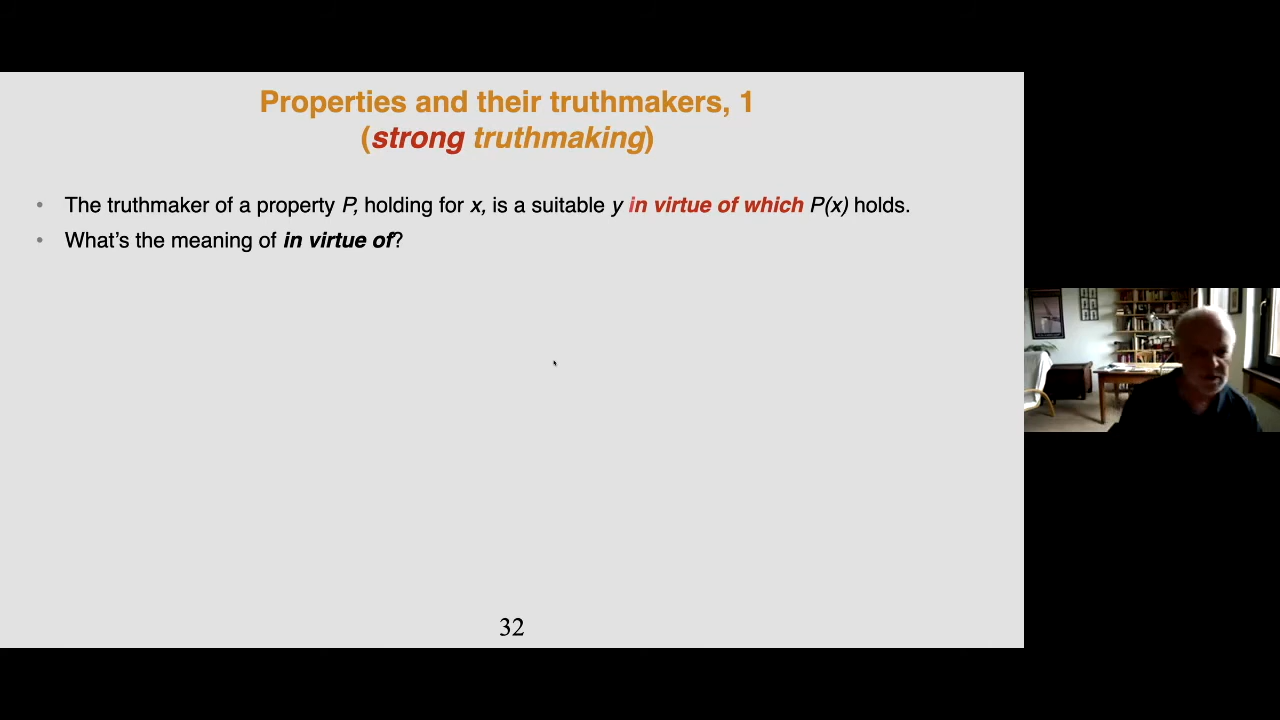 Properties and their truthmakers, 1
(strong truthmaking)
• The truthmaker of a property P, holding for x, is a suitable y in virtue of which P(x) holds.
• What's the meaning of in virtue of?
32